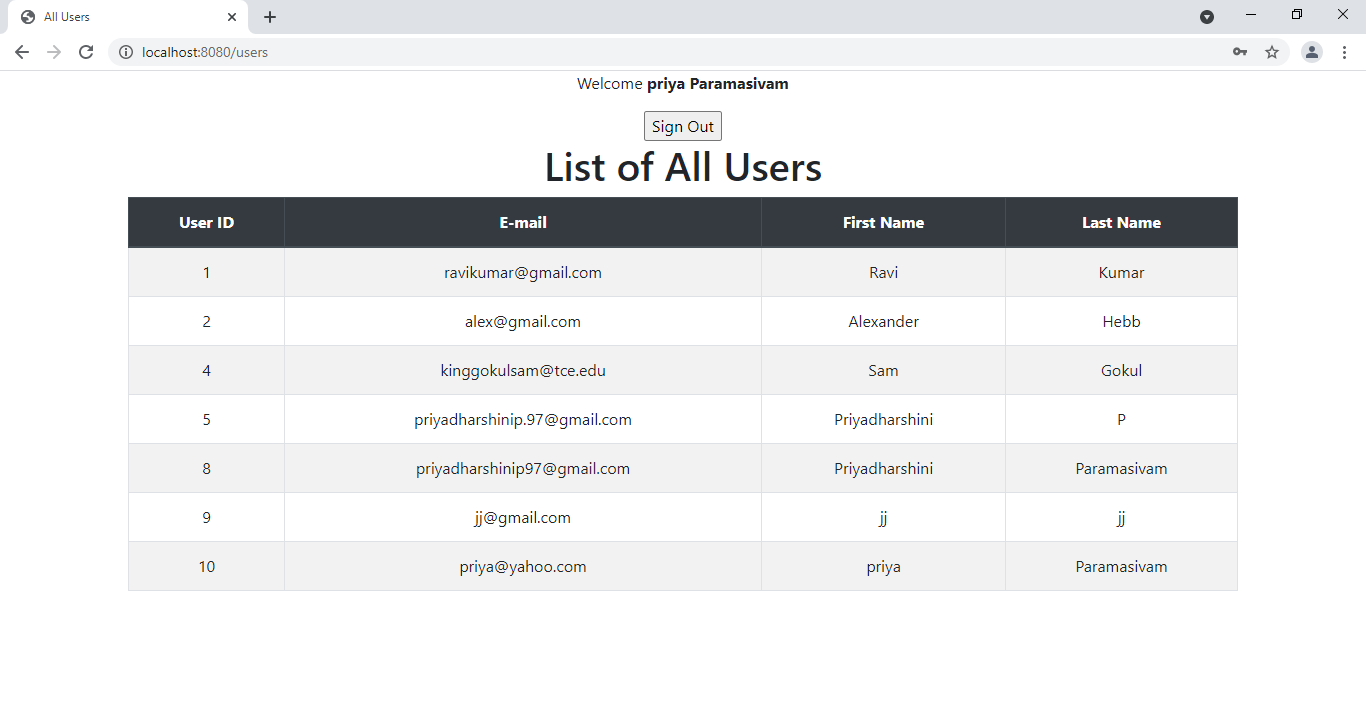 All Users
localhost:8080/users
Welcome priya Paramasivam
Sign Out
List of All Users
User ID E-mail First Name Last Name
1 ravikumar@gmail.com Ravi Kumar
2 alex@gmail.com Alexander Hebb
4 kinggokulsam@tce.edu Sam Gokul
5 priyadharshinip.97@gmail.com Priyadharshini P
8 priyadharshinip97@gmail.com Priyadharshini Paramasivam
9 jj@gmail.com jj jj
10 priya@yahoo.com priya Paramasivam